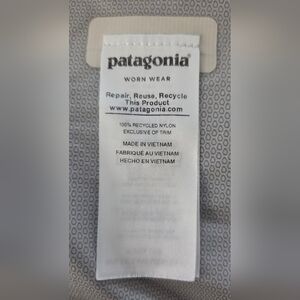 patagonia®
WORN WEAR
Repair, Reuse, Recycle
This Product
www.patagonia.com
100% RECYCLED NYLON
EXCLUSIVE OF TRIM
MADE IN VIETNAM
FABRIQUÉ AU VIETNAM
HECHO EN VIETNAM